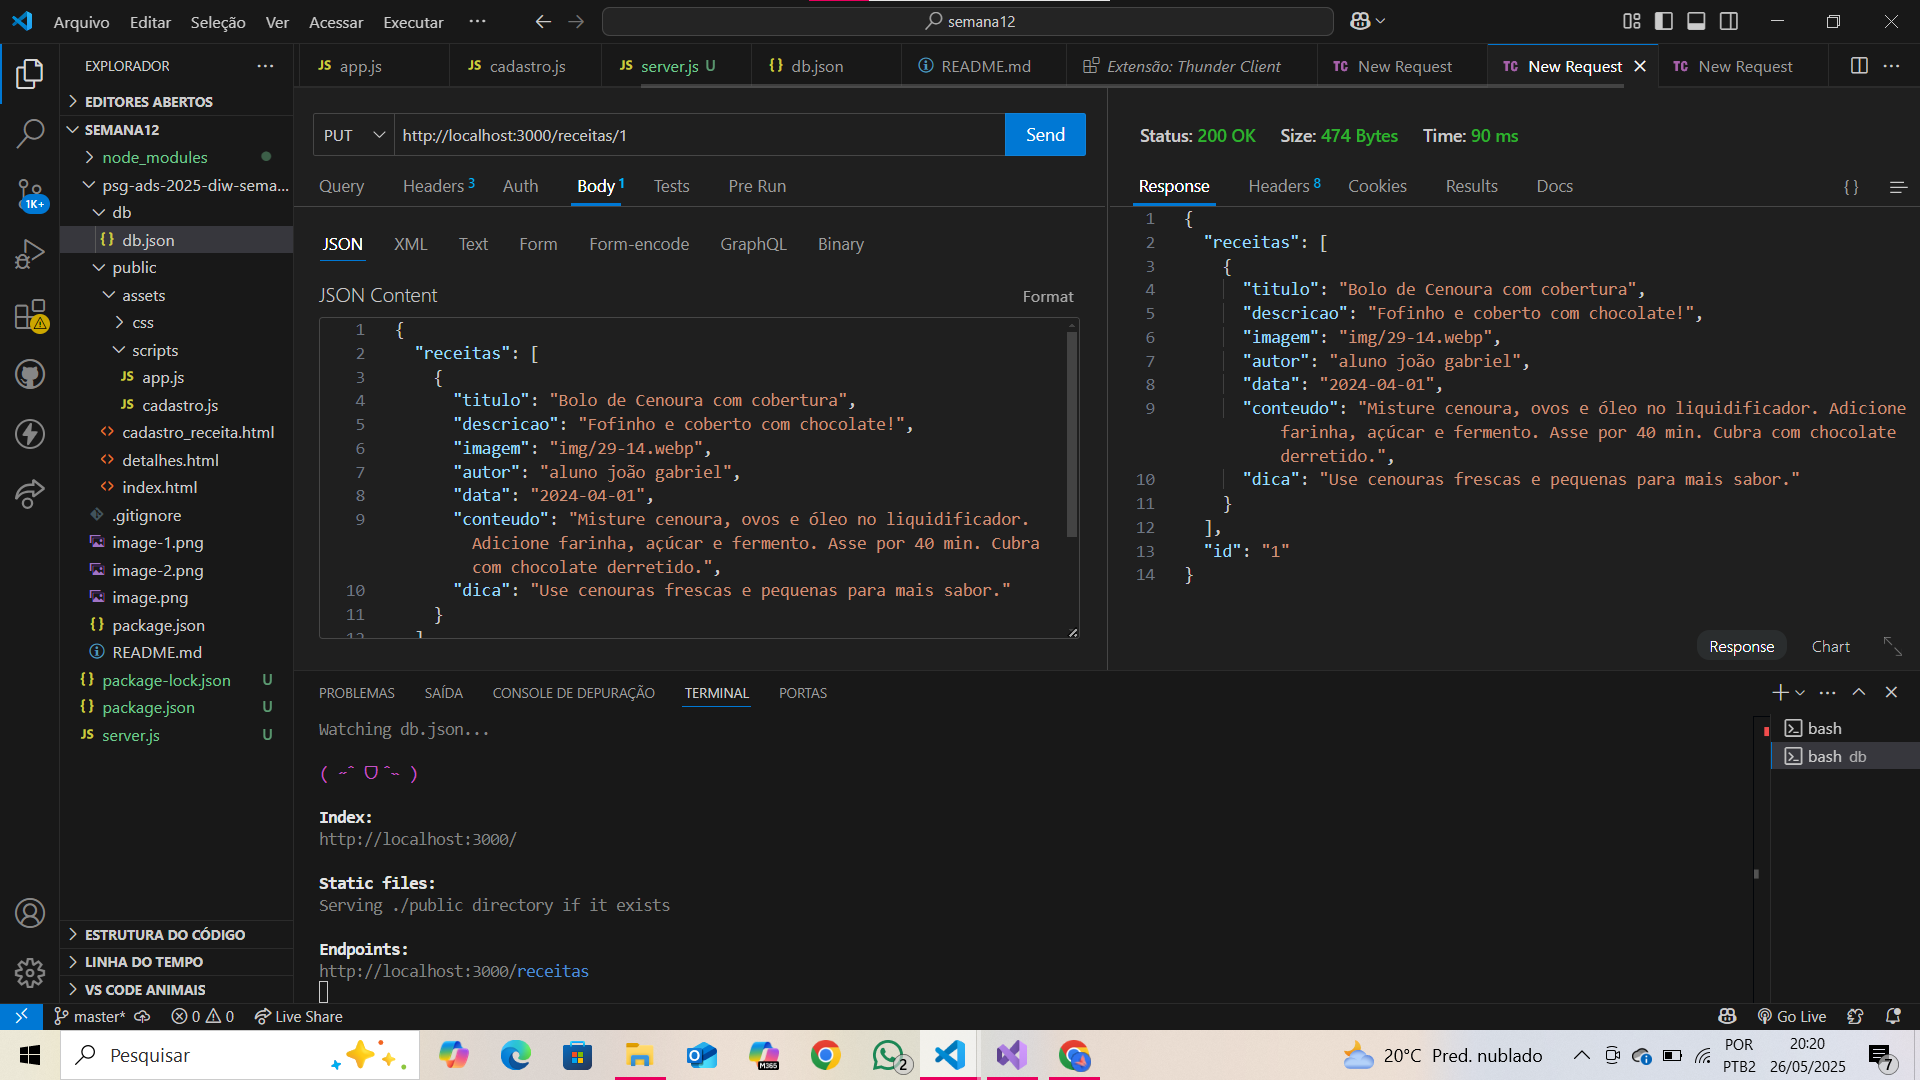 Arquivo Editar Seleção Ver Acessar Executar ··· semana12
EXPLORADOR ···
JS app.js JS cadastro.js JS server.js U {} db.json README.md Extensão: Thunder Client TC New Request TC New Request TC New Request ···
EDITORES ABERTOS
SEMANA12
node_modules
psg-ads-2025-diw-sema...
db
{} db.json
public
assets
css
scripts
JS app.js
JS cadastro.js
<> cadastro_receita.html
<> detalhes.html
<> index.html
.gitignore
image-1.png
image-2.png
image.png
{} package.json
README.md
{} package-lock.json U
{} package.json U
JS server.js U
ESTRUTURA DO CÓDIGO
LINHA DO TEMPO
VS CODE ANIMAIS
1K+
PUT http://localhost:3000/receitas/1 Send
Query Headers 3 Auth Body 1 Tests Pre Run
JSON XML Text Form Form-encode GraphQL Binary
JSON Content Format
1 {
2 "receitas": [
3 {
4 "titulo": "Bolo de Cenoura com cobertura",
5 "descricao": "Fofinho e coberto com chocolate!",
6 "imagem": "img/29-14.webp",
7 "autor": "aluno joão gabriel",
8 "data": "2024-04-01",
9 "conteudo": "Misture cenoura, ovos e óleo no liquidificador.
Adicione farinha, açúcar e fermento. Asse por 40 min. Cubra
com chocolate derretido.",
10 "dica": "Use cenouras frescas e pequenas para mais sabor."
11 }
12 ]
Status: 200 OK Size: 474 Bytes Time: 90 ms
Response Headers 8 Cookies Results Docs {}
1 {
2 "receitas": [
3 {
4 "titulo": "Bolo de Cenoura com cobertura",
5 "descricao": "Fofinho e coberto com chocolate!",
6 "imagem": "img/29-14.webp",
7 "autor": "aluno joão gabriel",
8 "data": "2024-04-01",
9 "conteudo": "Misture cenoura, ovos e óleo no liquidificador. Adicione
farinha, açúcar e fermento. Asse por 40 min. Cubra com chocolate
derretido.",
10 "dica": "Use cenouras frescas e pequenas para mais sabor."
11 }
12 ],
13 "id": "1"
14 }
Response Chart
PROBLEMAS SAÍDA CONSOLE DE DEPURAÇÃO TERMINAL PORTAS ···
Watching db.json...
( ˶ˆ ᗜ ˆ˵ )
Index:
http://localhost:3000/
Static files:
Serving ./public directory if it exists
Endpoints:
http://localhost:3000/receitas
bash
bash db
master* 0 0 Live Share Go Live
Pesquisar M365 2 20°C Pred. nublado POR PTB2 20:20 26/05/2025 7